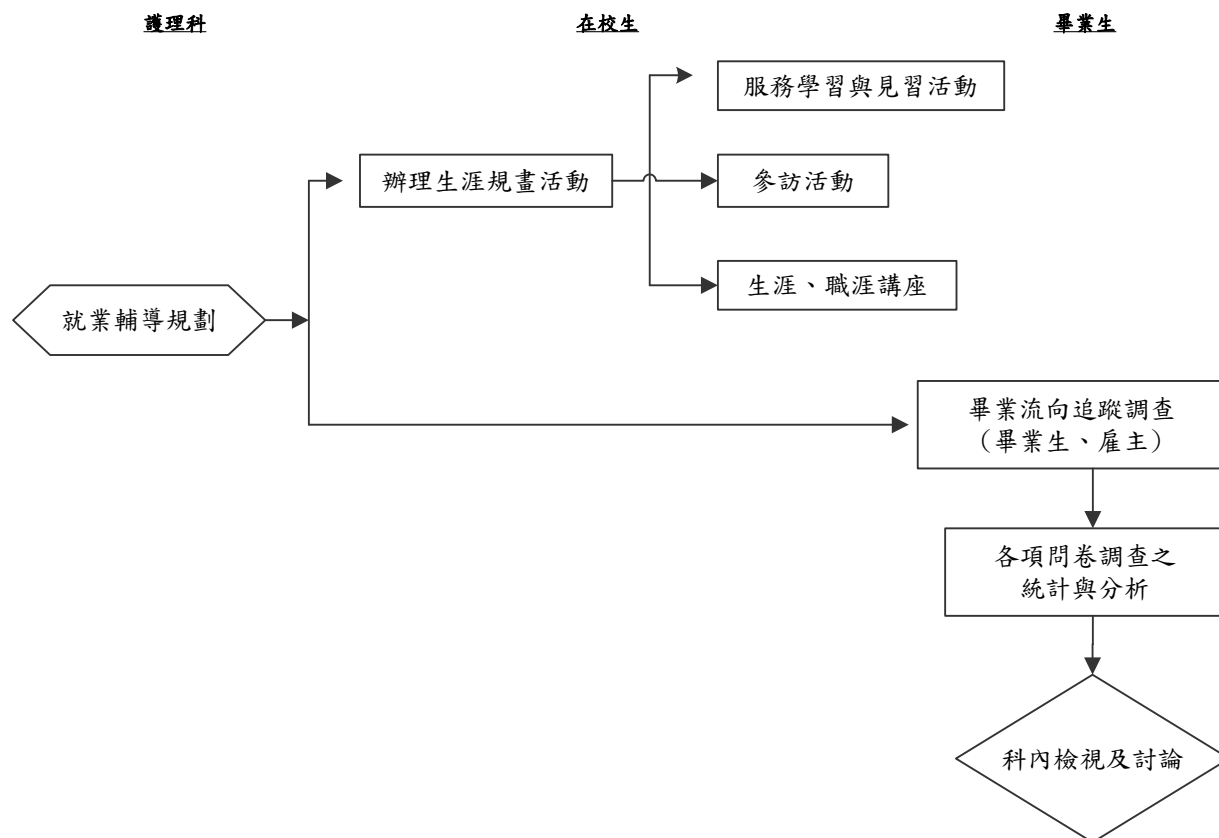 護理科
在校生
畢業生
服務學習與見習活動
辦理生涯規畫活動
參訪活動
生涯、職涯講座
就業輔導規劃
畢業流向追蹤調查
（畢業生、雇主）
各項問卷調查之
統計與分析
科內檢視及討論